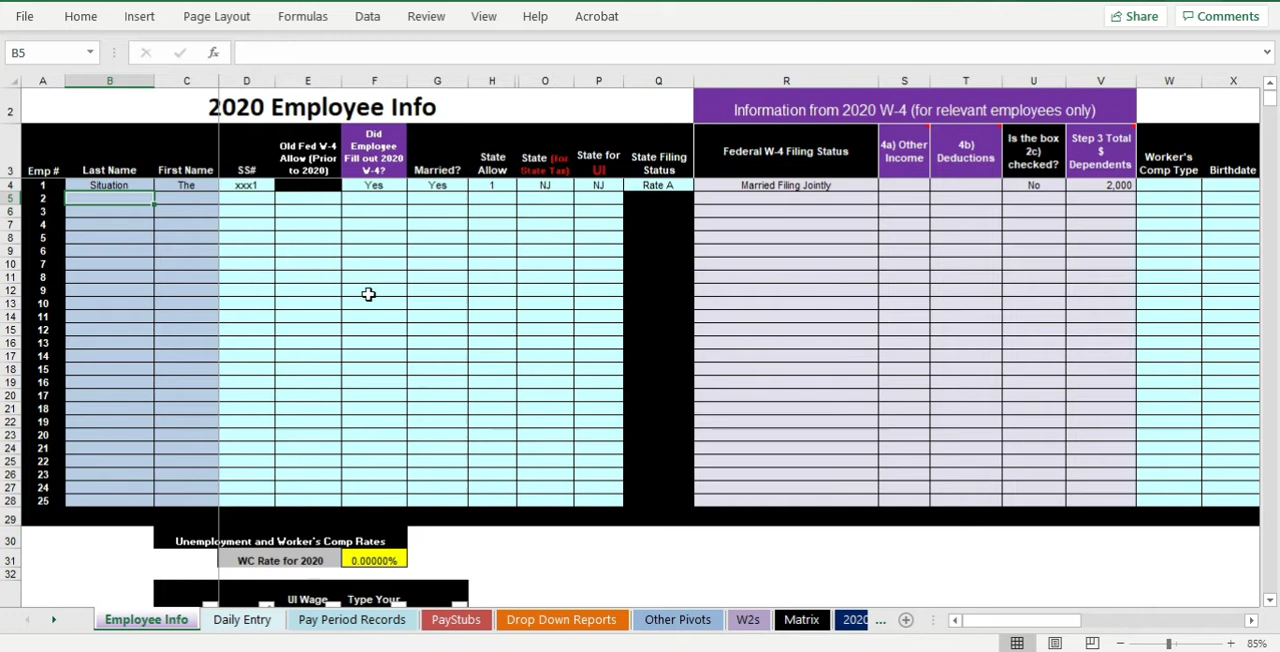 File Home Insert Page Layout Formulas Data Review View Help Acrobat Share Comments
B5 fx
A B C D E F G H O P Q R S T U V W X
2 2020 Employee Info Information from 2020 W-4 (for relevant employees only)
3 Emp # Last Name First Name SS# Old Fed W-4 Allow (Prior to 2020) Did Employee Fill out 2020 W-4? Married? State Allow State (for State Tax) State for UI State Filing Status Federal W-4 Filing Status 4a) Other Income 4b) Deductions Is the box 2c) checked? Step 3 Total $ Dependents Worker's Comp Type Birthdate
4 1 Situation The xxx1 Yes Yes 1 NJ NJ Rate A Married Filing Jointly No 2,000
5 2
6 3
7 4
8 5
9 6
10 7
11 8
12 9
13 10
14 11
15 12
16 13
17 14
18 15
19 16
20 17
21 18
22 19
23 20
24 21
25 22
26 23
27 24
28 25
29
30 Unemployment and Worker's Comp Rates
31 WC Rate for 2020 0.00000%
32
UI Wage Type Your
Employee Info Daily Entry Pay Period Records PayStubs Drop Down Reports Other Pivots W2s Matrix 2020 ...
85%